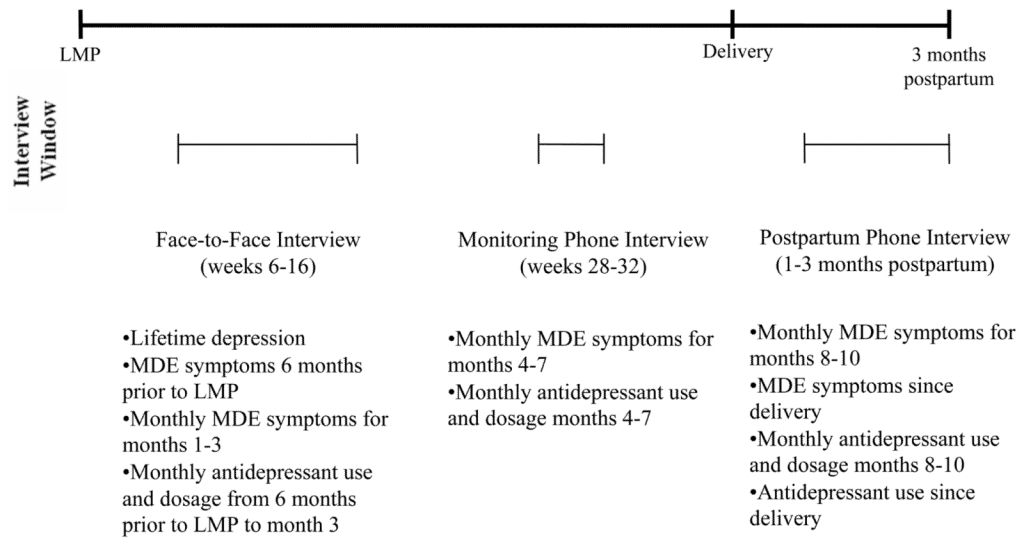 LMP
Delivery
3 months
postpartum
Interview
Window
Face-to-Face Interview
(weeks 6-16)
•Lifetime depression
•MDE symptoms 6 months
prior to LMP
•Monthly MDE symptoms for
months 1-3
•Monthly antidepressant use
and dosage from 6 months
prior to LMP to month 3
Monitoring Phone Interview
(weeks 28-32)
•Monthly MDE symptoms for
months 4-7
•Monthly antidepressant use
and dosage months 4-7
Postpartum Phone Interview
(1-3 months postpartum)
•Monthly MDE symptoms for
months 8-10
•MDE symptoms since
delivery
•Monthly antidepressant use
and dosage months 8-10
•Antidepressant use since
delivery